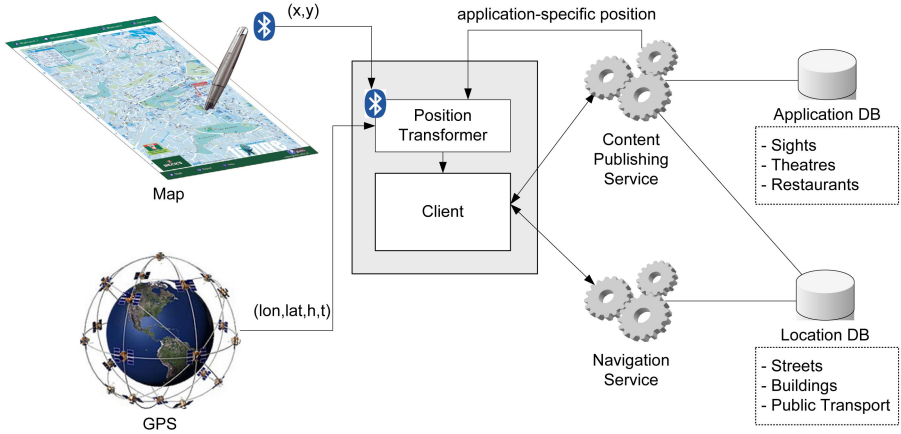 (x,y)
application-specific position
Map
Position
Transformer
Client
(lon,lat,h,t)
GPS
Content
Publishing
Service
Navigation
Service
Application DB
- Sights
- Theatres
- Restaurants
Location DB
- Streets
- Buildings
- Public Transport